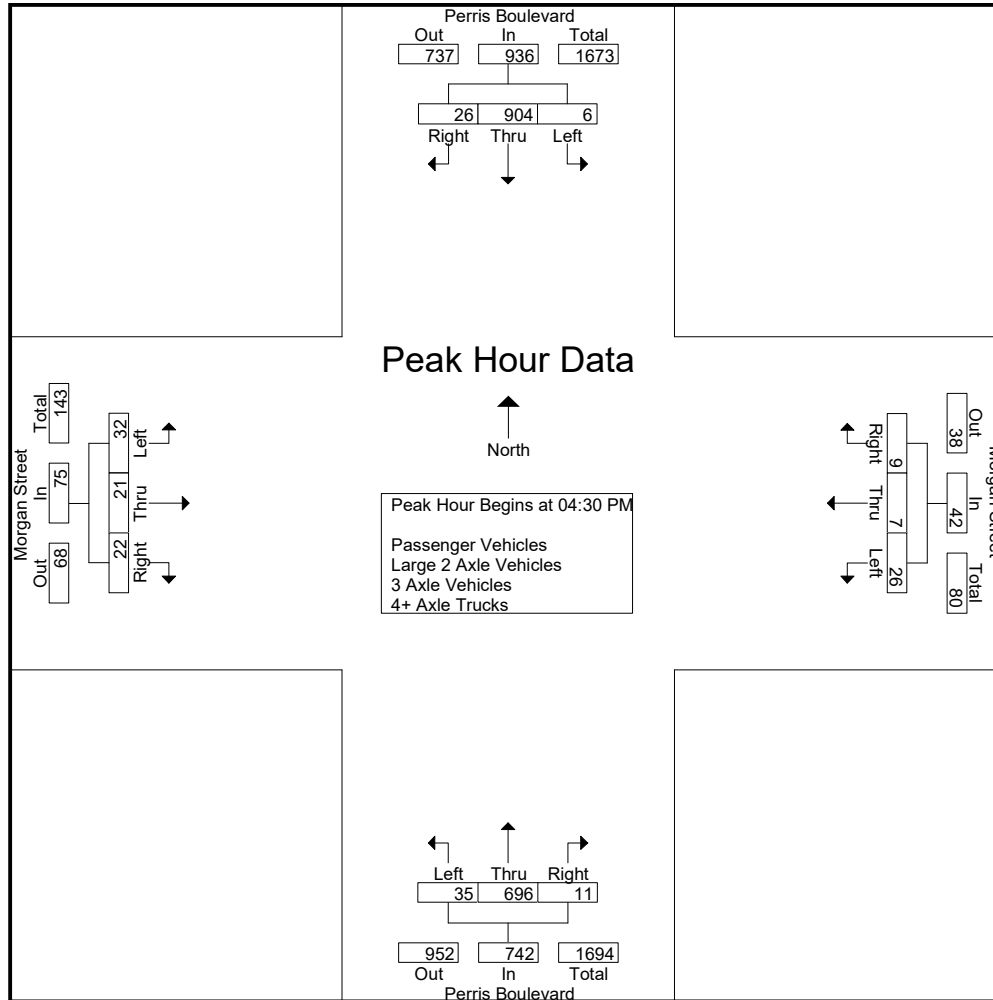 Perris Boulevard
Out In Total
737 936 1673
26 904 6
Right Thru Left
Peak Hour Data
North
Peak Hour Begins at 04:30 PM
Passenger Vehicles
Large 2 Axle Vehicles
3 Axle Vehicles
4+ Axle Trucks
Morgan Street
Out In Total
68 75 143
22 21 32
Right Thru Left
Out In Total
38 42 80
9 7 26
Right Thru Left
Left Thru Right
35 696 11
952 742 1694
Out In Total
Perris Boulevard